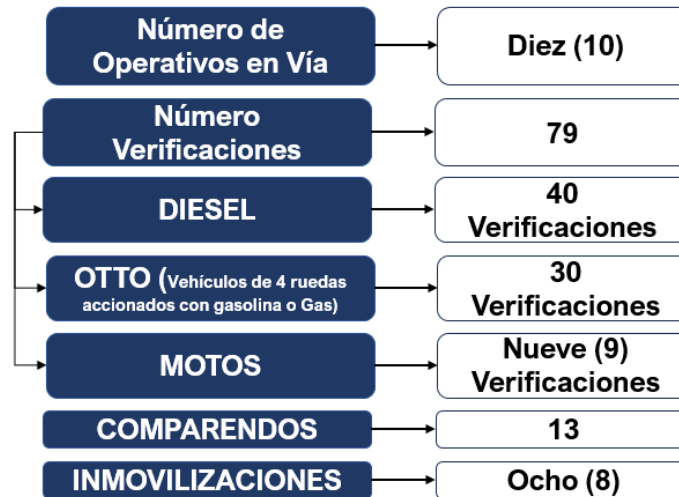 Número de
Operativos en Vía
Diez (10)
Número
Verificaciones
79
DIESEL
40
Verificaciones
OTTO (Vehículos de 4 ruedas
accionados con gasolina o Gas)
30
Verificaciones
MOTOS
Nueve (9)
Verificaciones
COMPARENDOS
13
INMOVILIZACIONES
Ocho (8)